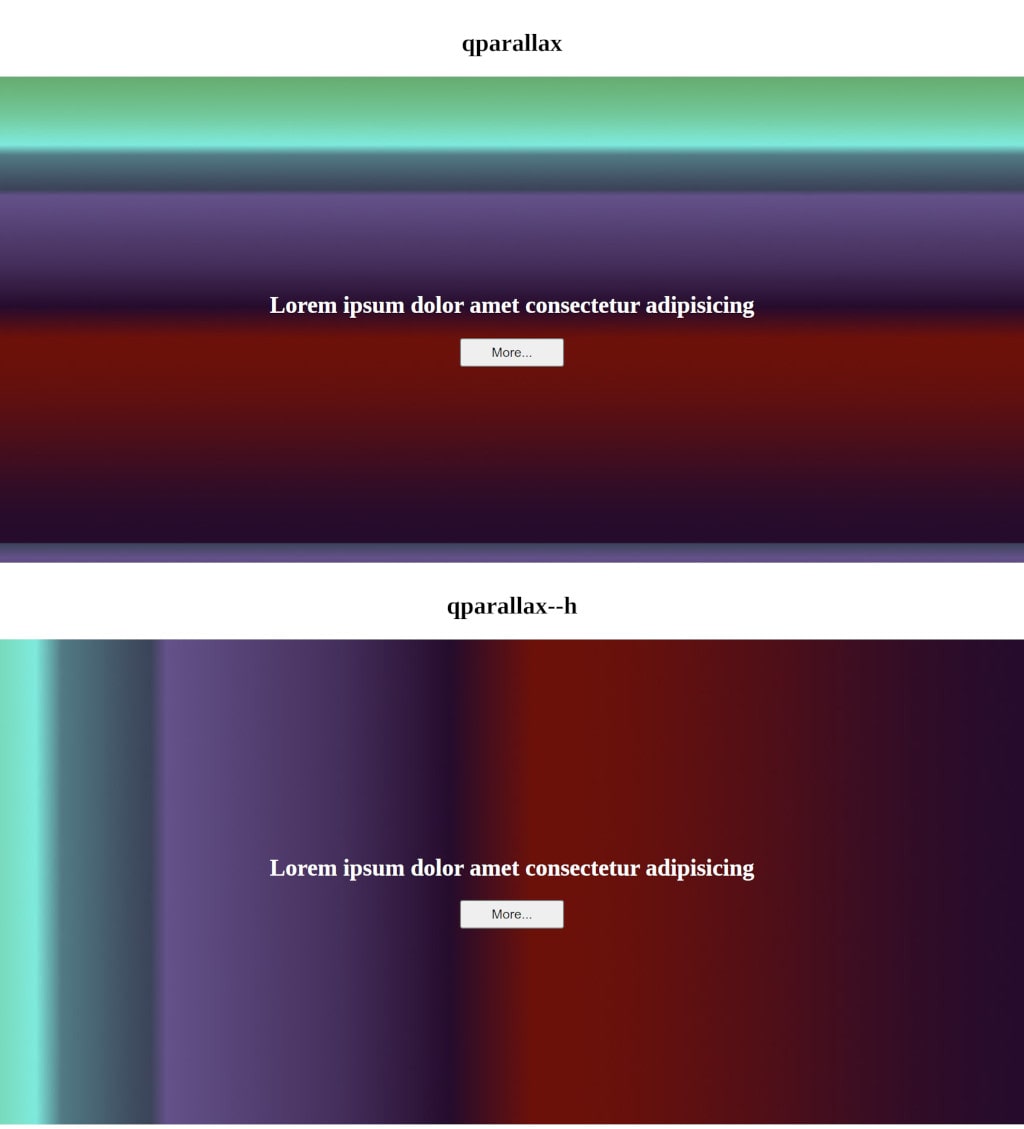 qparallax
Lorem ipsum dolor amet consectetur adipisicing
More...
qparallax--h
Lorem ipsum dolor amet consectetur adipisicing
More...